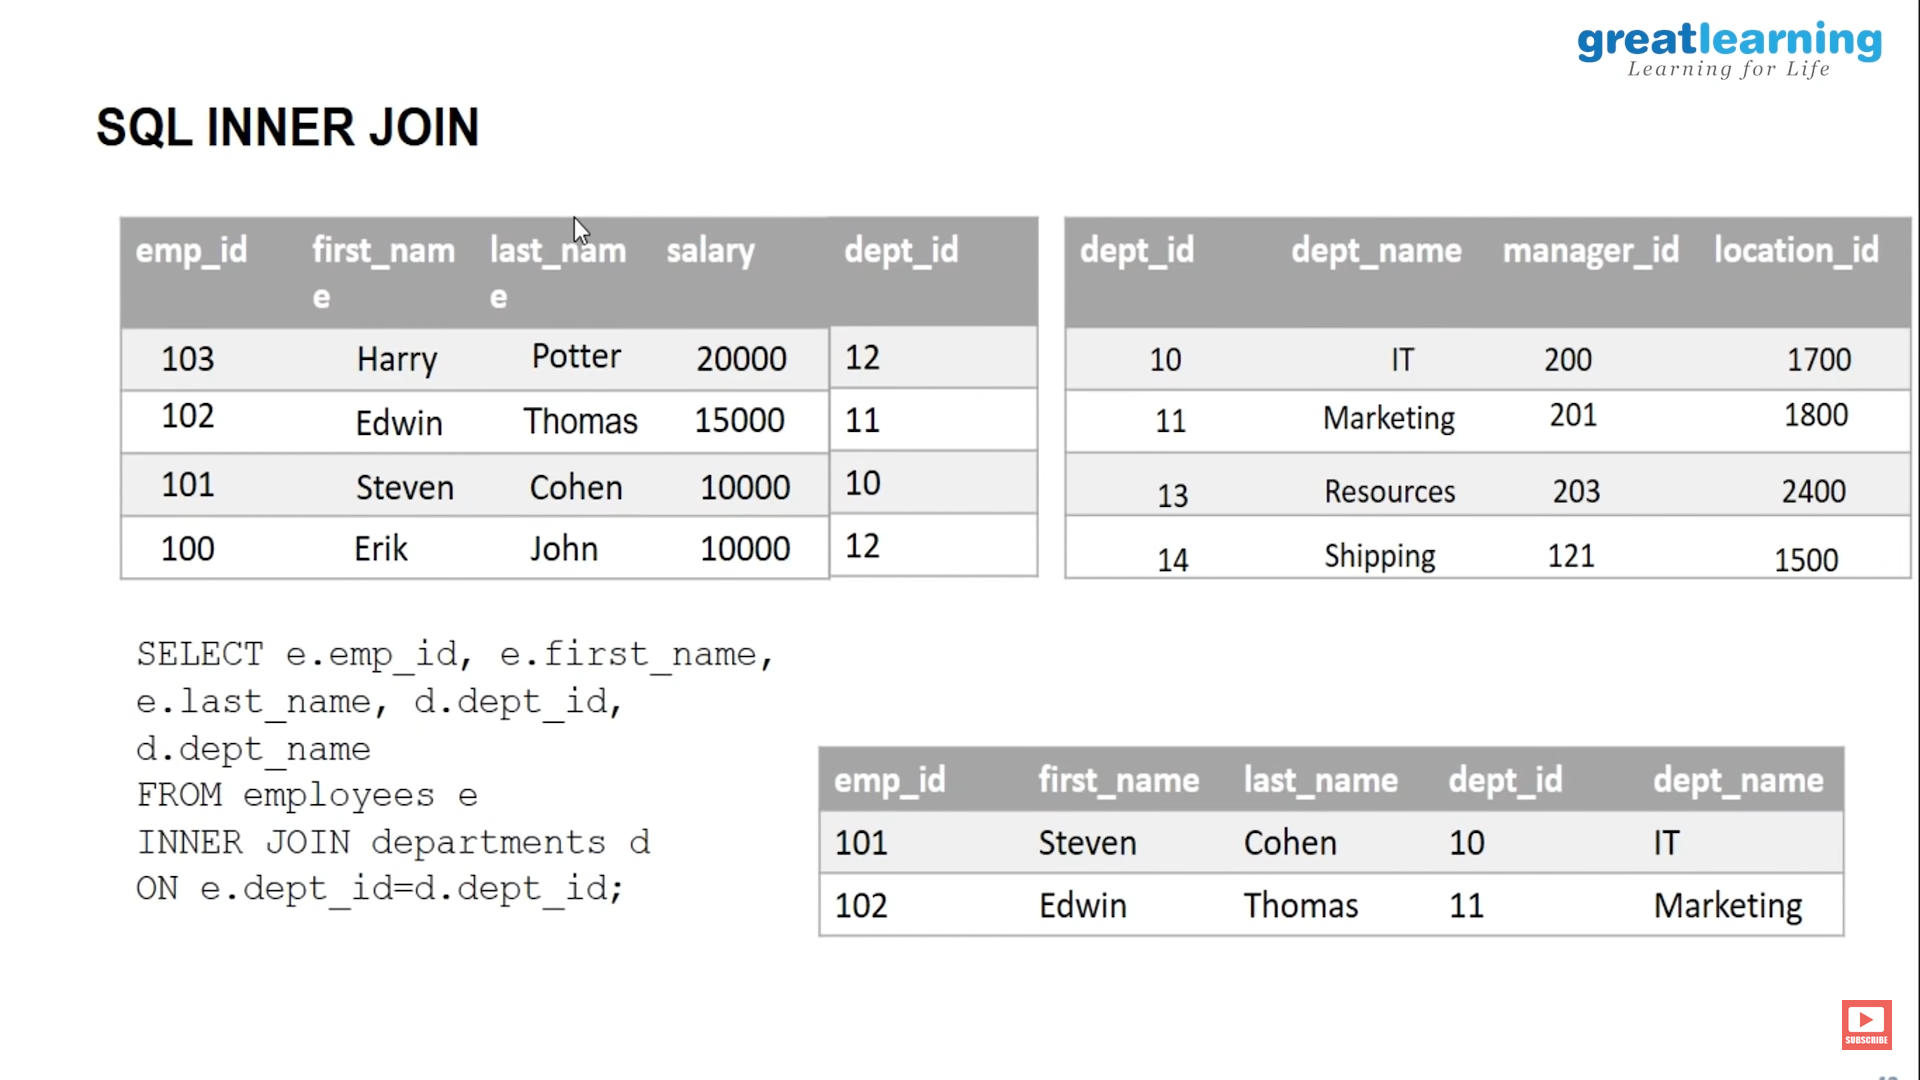 greatlearning
Learning for Life
SQL INNER JOIN
emp_id first_nam last_nam salary dept_id
e e
103 Harry Potter 20000 12
102 Edwin Thomas 15000 11
101 Steven Cohen 10000 10
100 Erik John 10000 12
dept_id dept_name manager_id location_id
10 IT 200 1700
11 Marketing 201 1800
13 Resources 203 2400
14 Shipping 121 1500
SELECT e.emp_id, e.first_name,
e.last_name, d.dept_id,
d.dept_name
FROM employees e
INNER JOIN departments d
ON e.dept_id=d.dept_id;
emp_id first_name last_name dept_id dept_name
101 Steven Cohen 10 IT
102 Edwin Thomas 11 Marketing
SUBSCRIBE